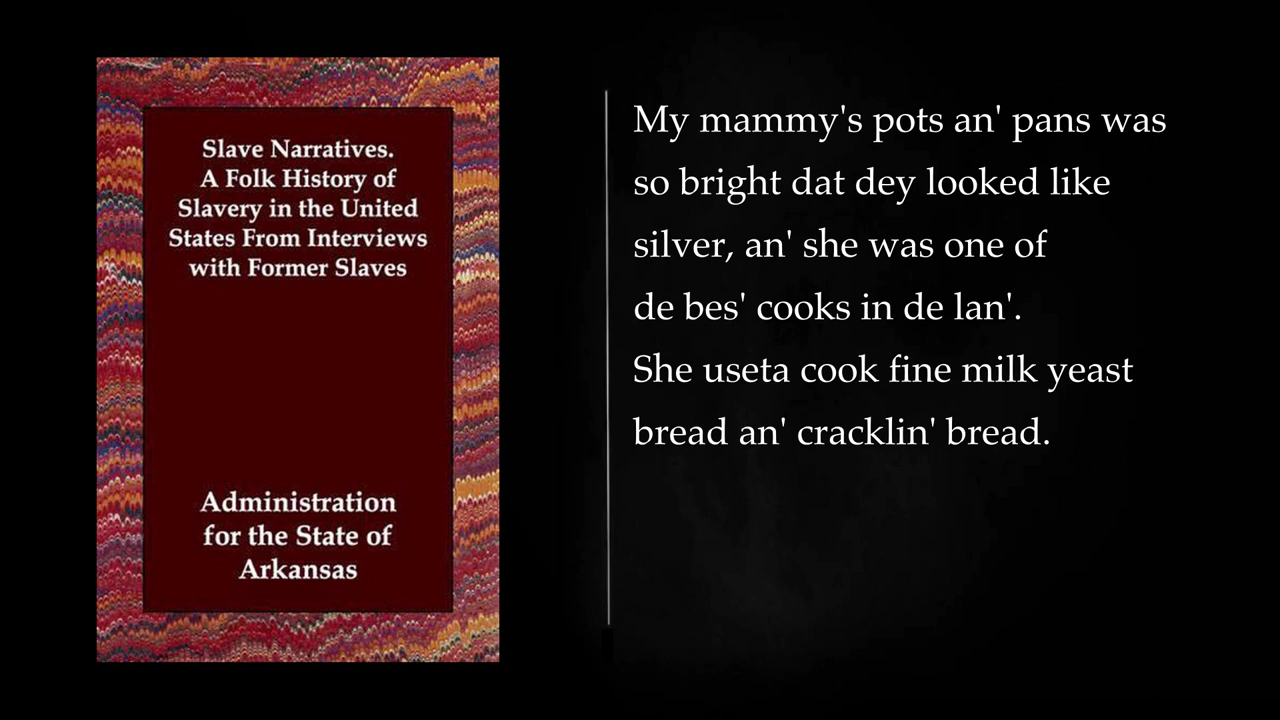 Slave Narratives.
A Folk History of
Slavery in the United
States From Interviews
with Former Slaves
Administration
for the State of
Arkansas
My mammy's pots an' pans was
so bright dat dey looked like
silver, an' she was one of
de bes' cooks in de lan'.
She useta cook fine milk yeast
bread an' cracklin' bread.